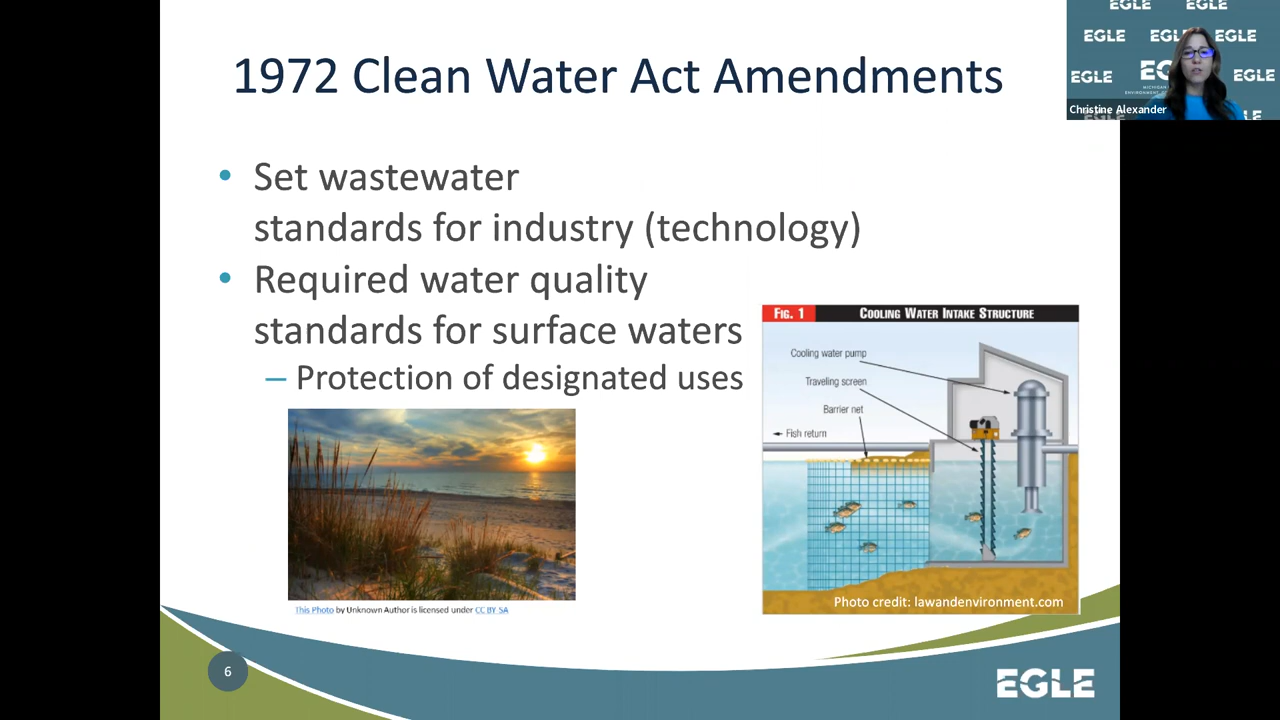 1972 Clean Water Act Amendments
• Set wastewater
standards for industry (technology)
• Required water quality
standards for surface waters
– Protection of designated uses
This Photo by Unknown Author is licensed under CC BY SA
FIG. 1
COOLING WATER INTAKE STRUCTURE
Cooling water pump
Traveling screen
Barrier net
Fish return
Photo credit: lawandenvironment.com
6
EGLE
EGLE EGLE
EGLE EGLE EGLE
EGLE EG EGLE
Christine Alexander